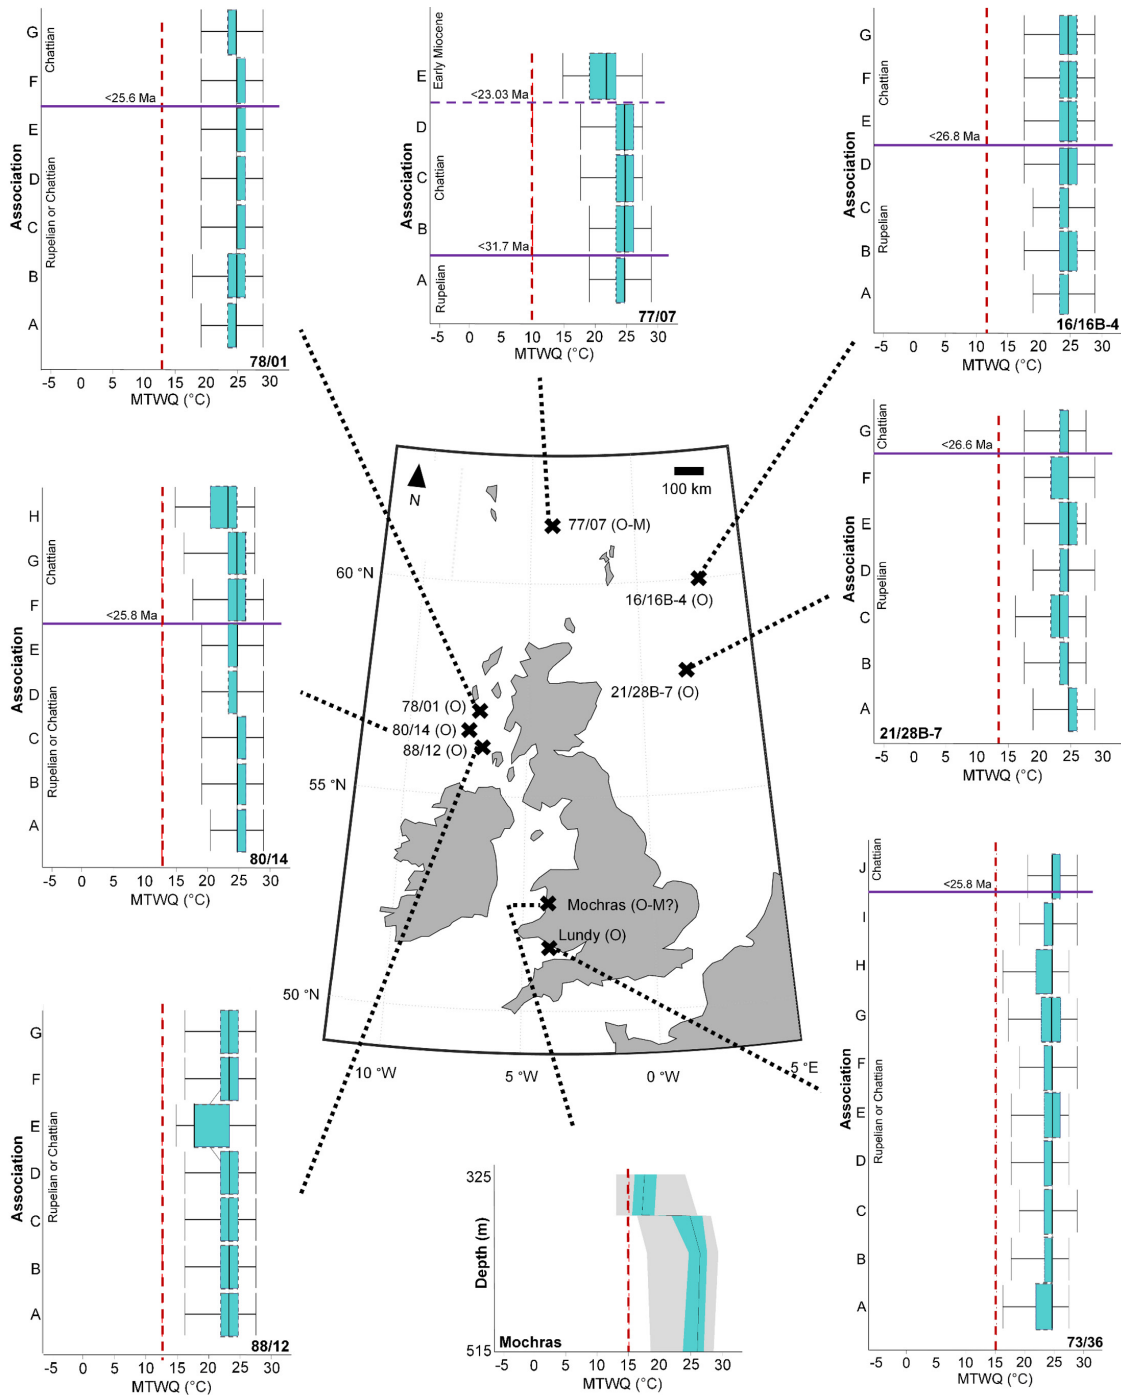 G
F
E
D
C
B
A
Association
Chattian
Rupelian or Chattian
<25.6 Ma
-5 0 5 10 15 20 25 30
MTWQ (°C)
78/01
E
D
C
B
A
Association
Early Miocene
Chattian
Rupelian
<23.03 Ma
<31.7 Ma
-5 0 5 10 15 20 25 30
MTWQ (°C)
77/07
G
F
E
D
C
B
A
Association
Chattian
Rupelian
<26.8 Ma
-5 0 5 10 15 20 25 30
MTWQ (°C)
16/16B-4
G
F
E
D
C
B
A
Association
Chattian
Rupelian
<26.6 Ma
-5 0 5 10 15 20 25 30
MTWQ (°C)
21/28B-7
H
G
F
E
D
C
B
A
Association
Chattian
Rupelian or Chattian
<25.8 Ma
-5 0 5 10 15 20 25 30
MTWQ (°C)
80/14
N
100 km
77/07 (O-M)
60 °N
16/16B-4 (O)
21/28B-7 (O)
78/01 (O)
80/14 (O)
88/12 (O)
55 °N
Mochras (O-M?)
Lundy (O)
50 °N
10 °W
5 °W
0 °W
5 °E
J
I
H
G
F
E
D
C
B
A
Association
Chattian
Rupelian or Chattian
<25.8 Ma
-5 0 5 10 15 20 25 30
MTWQ (°C)
73/36
G
F
E
D
C
B
A
Association
Rupelian or Chattian
-5 0 5 10 15 20 25 30
MTWQ (°C)
88/12
325
Depth (m)
515
Mochras
-5 0 5 10 15 20 25 30
MTWQ (°C)